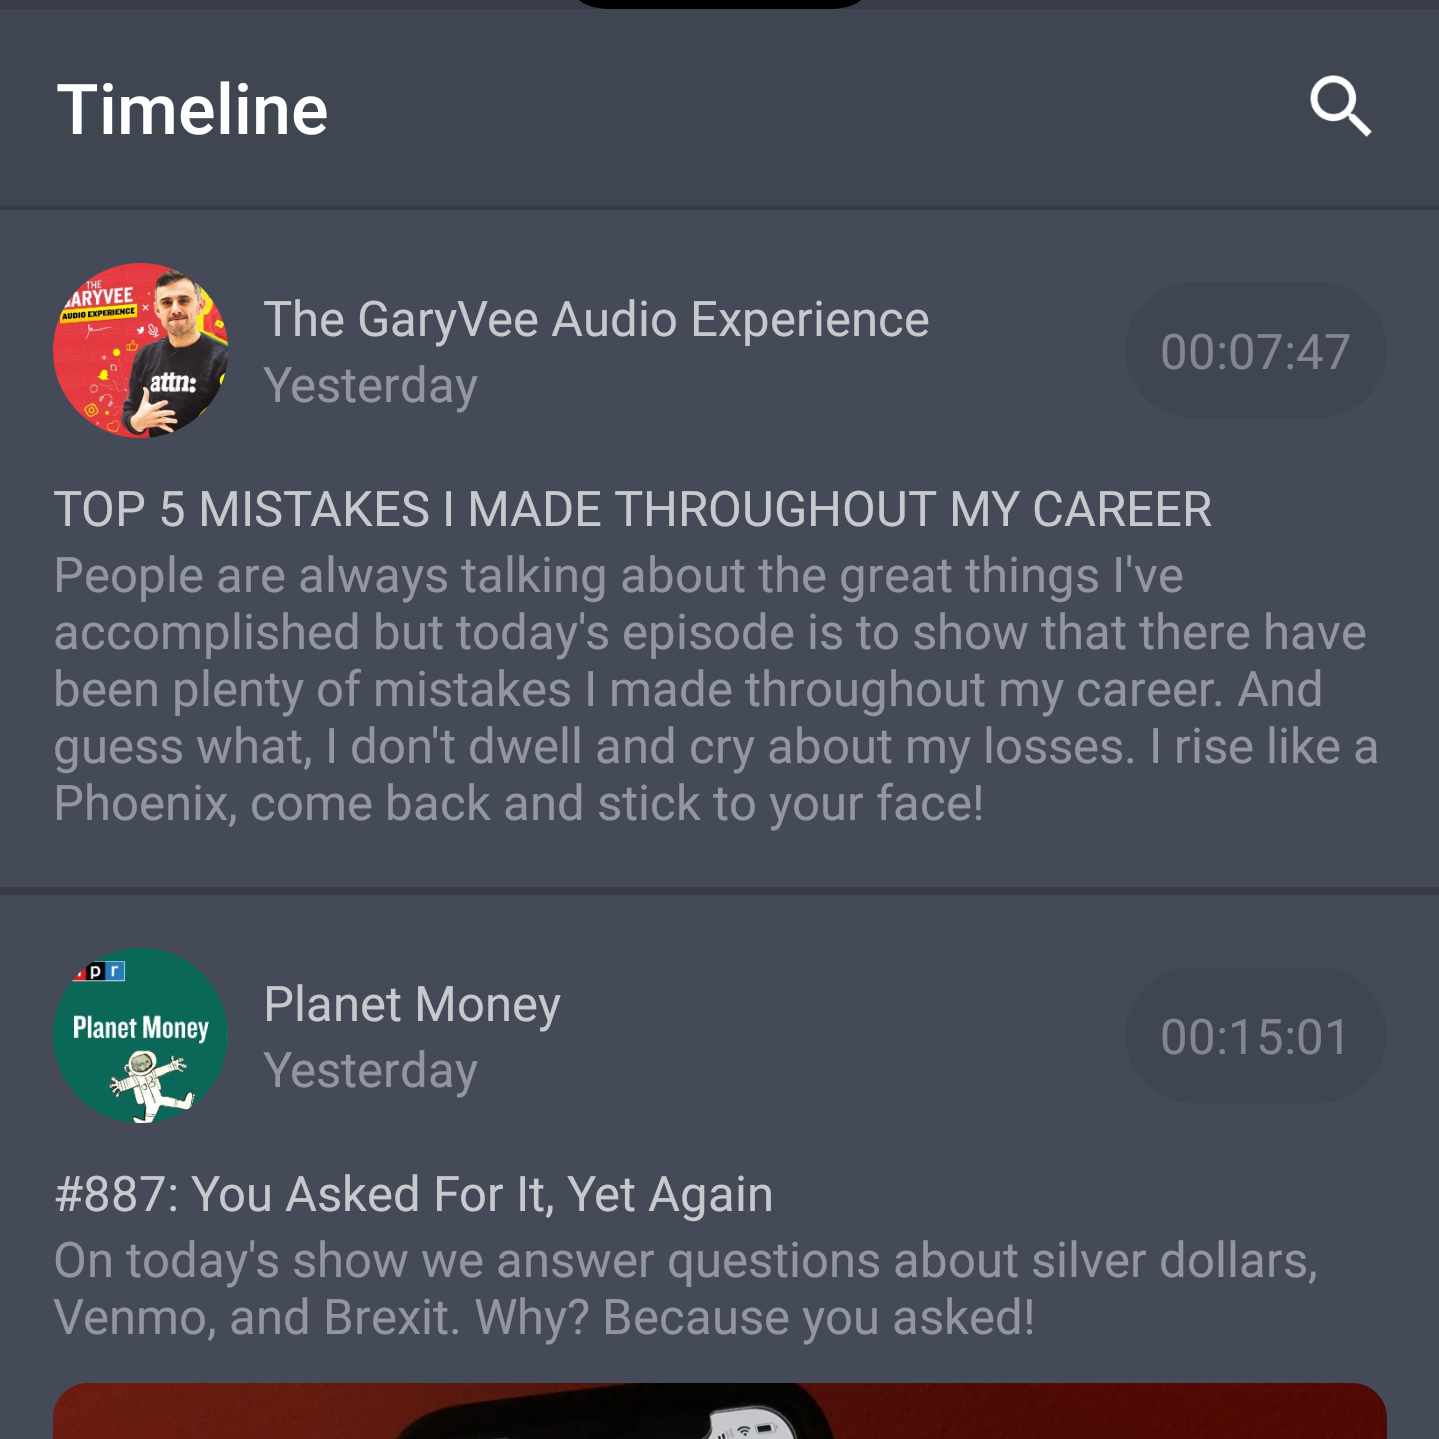 Timeline
THE
GARYVEE
AUDIO EXPERIENCE
attn:
The GaryVee Audio Experience
Yesterday
00:07:47
TOP 5 MISTAKES I MADE THROUGHOUT MY CAREER
People are always talking about the great things I've
accomplished but today's episode is to show that there have
been plenty of mistakes I made throughout my career. And
guess what, I don't dwell and cry about my losses. I rise like a
Phoenix, come back and stick to your face!
pr
Planet Money
Planet Money
Yesterday
00:15:01
#887: You Asked For It, Yet Again
On today's show we answer questions about silver dollars,
Venmo, and Brexit. Why? Because you asked!